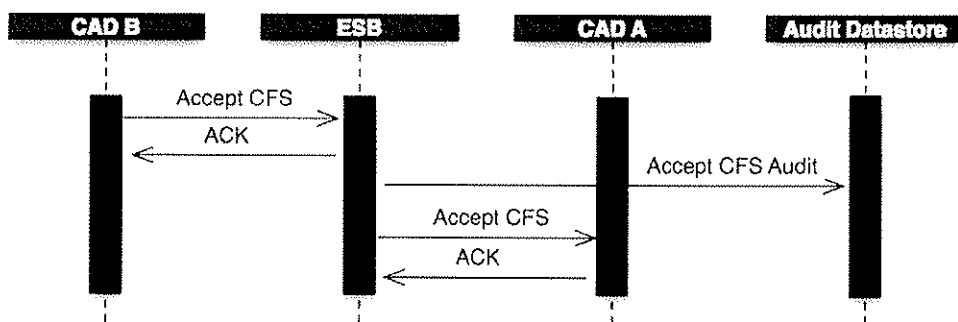 CAD B
ESB
CAD A
Audit Datastore
Accept CFS
ACK
Accept CFS Audit
Accept CFS
ACK